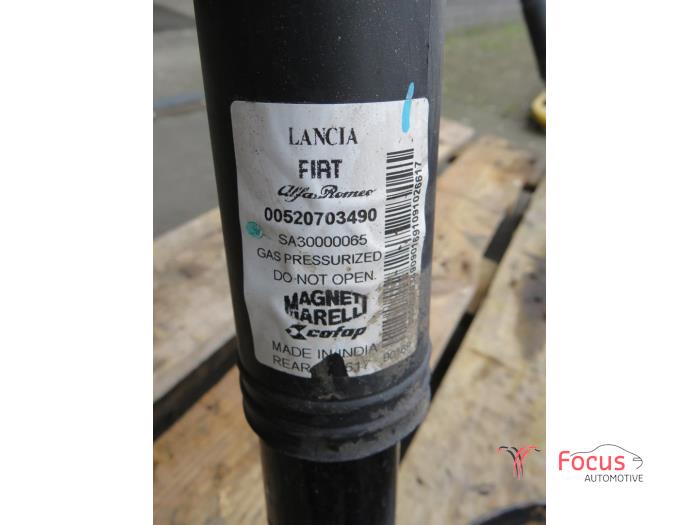 LANCIA
FIAT
Alfa Romeo
00520703490
SA30000065
GAS PRESSURIZED
DO NOT OPEN.
MAGNETI
MARELLI
cofap
MADE IN INDIA
REAR
Focus
AUTOMOTIVE